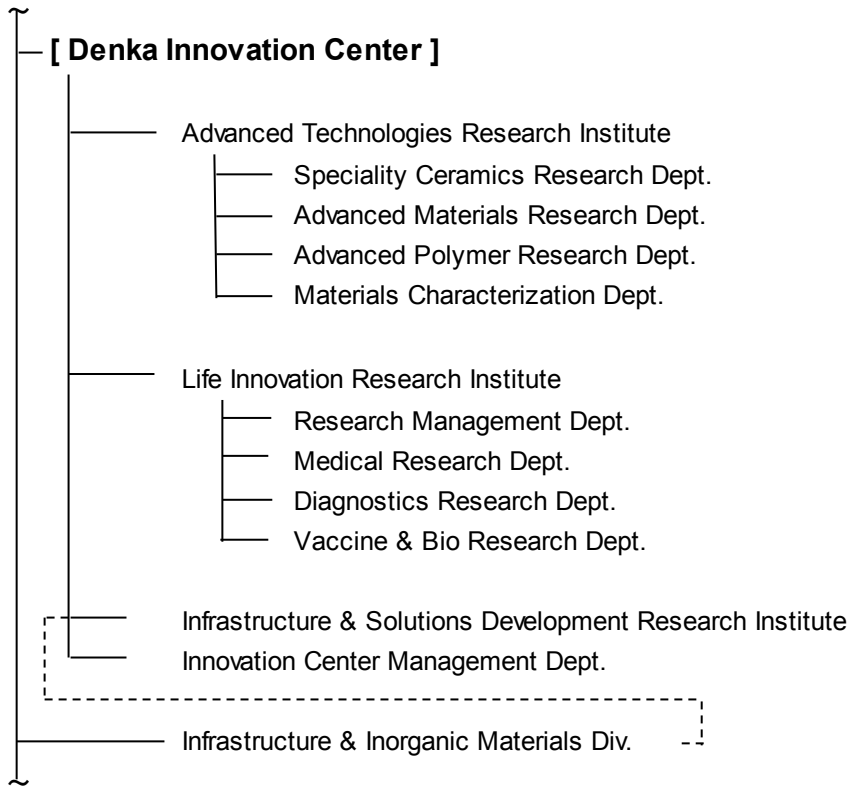 [ Denka Innovation Center ]
Advanced Technologies Research Institute
Speciality Ceramics Research Dept.
Advanced Materials Research Dept.
Advanced Polymer Research Dept.
Materials Characterization Dept.
Life Innovation Research Institute
Research Management Dept.
Medical Research Dept.
Diagnostics Research Dept.
Vaccine & Bio Research Dept.
Infrastructure & Solutions Development Research Institute
Innovation Center Management Dept.
Infrastructure & Inorganic Materials Div.